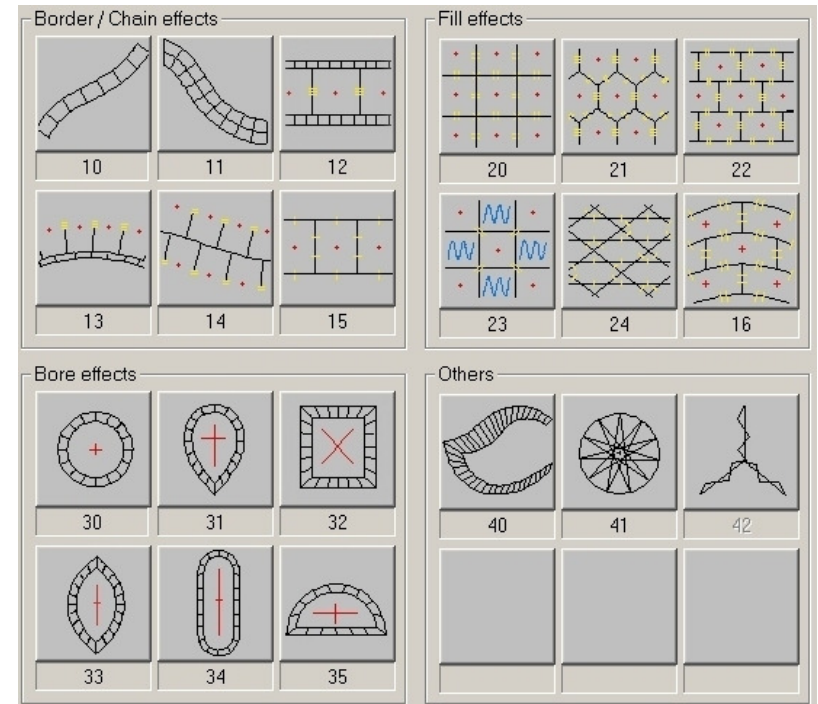 Border / Chain effects
10 11 12
13 14 15
Fill effects
20 21 22
23 24 16
Bore effects
30 31 32
33 34 35
Others
40 41 42